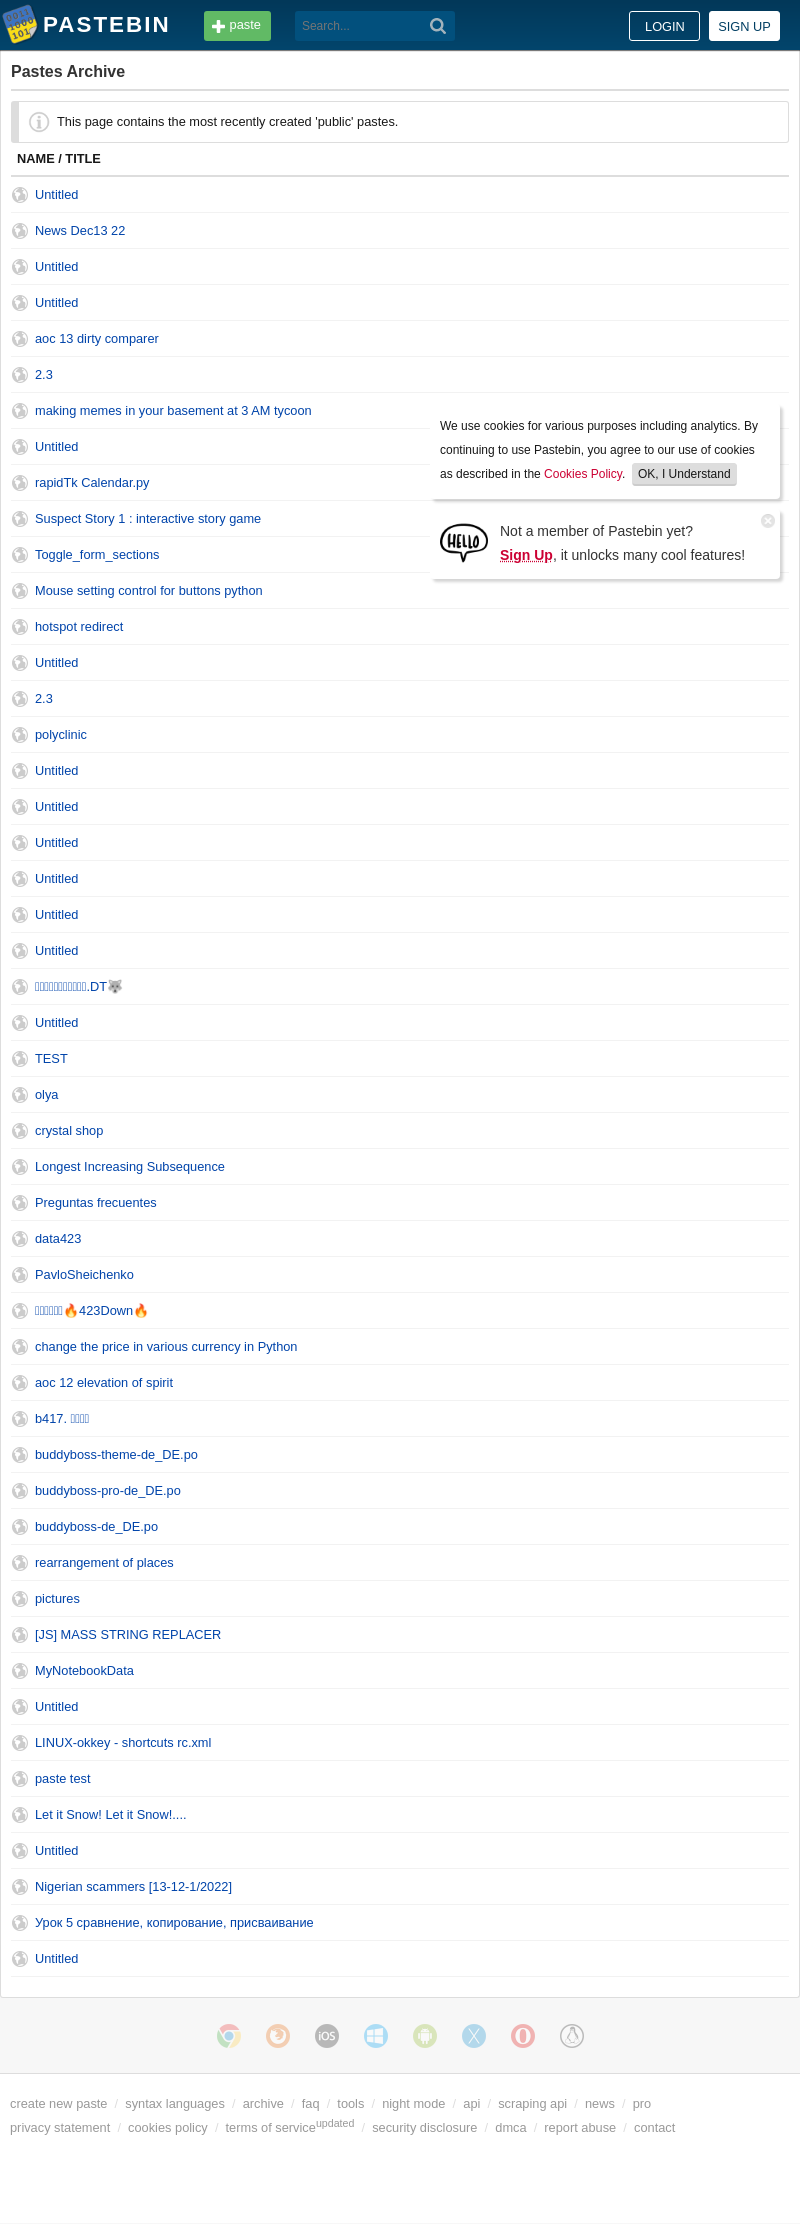 PASTEBIN
paste
Search...
LOGIN
SIGN UP
Pastes Archive
This page contains the most recently created 'public' pastes.
NAME / TITLE
Untitled
News Dec13 22
Untitled
Untitled
aoc 13 dirty comparer
2.3
making memes in your basement at 3 AM tycoon
Untitled
rapidTk Calendar.py
Suspect Story 1 : interactive story game
Toggle_form_sections
Mouse setting control for buttons python
We use cookies for various purposes including analytics. By
continuing to use Pastebin, you agree to our use of cookies
as described in the Cookies Policy. OK, I Understand
HELLO
Not a member of Pastebin yet?
Sign Up, it unlocks many cool features!
hotspot redirect
Untitled
2.3
polyclinic
Untitled
Untitled
Untitled
Untitled
Untitled
Untitled
.DT🐺
Untitled
TEST
olya
crystal shop
Longest Increasing Subsequence
Preguntas frecuentes
data423
PavloSheichenko
🔥423Down🔥
change the price in various currency in Python
aoc 12 elevation of spirit
b417.
buddyboss-theme-de_DE.po
buddyboss-pro-de_DE.po
buddyboss-de_DE.po
rearrangement of places
pictures
[JS] MASS STRING REPLACER
MyNotebookData
Untitled
LINUX-okkey - shortcuts rc.xml
paste test
Let it Snow! Let it Snow!....
Untitled
Nigerian scammers [13-12-1/2022]
Урок 5 сравнение, копирование, присваивание
Untitled
iOS
create new paste / syntax languages / archive / faq / tools / night mode / api / scraping api / news / pro
privacy statement / cookies policy / terms of service updated / security disclosure / dmca / report abuse / contact